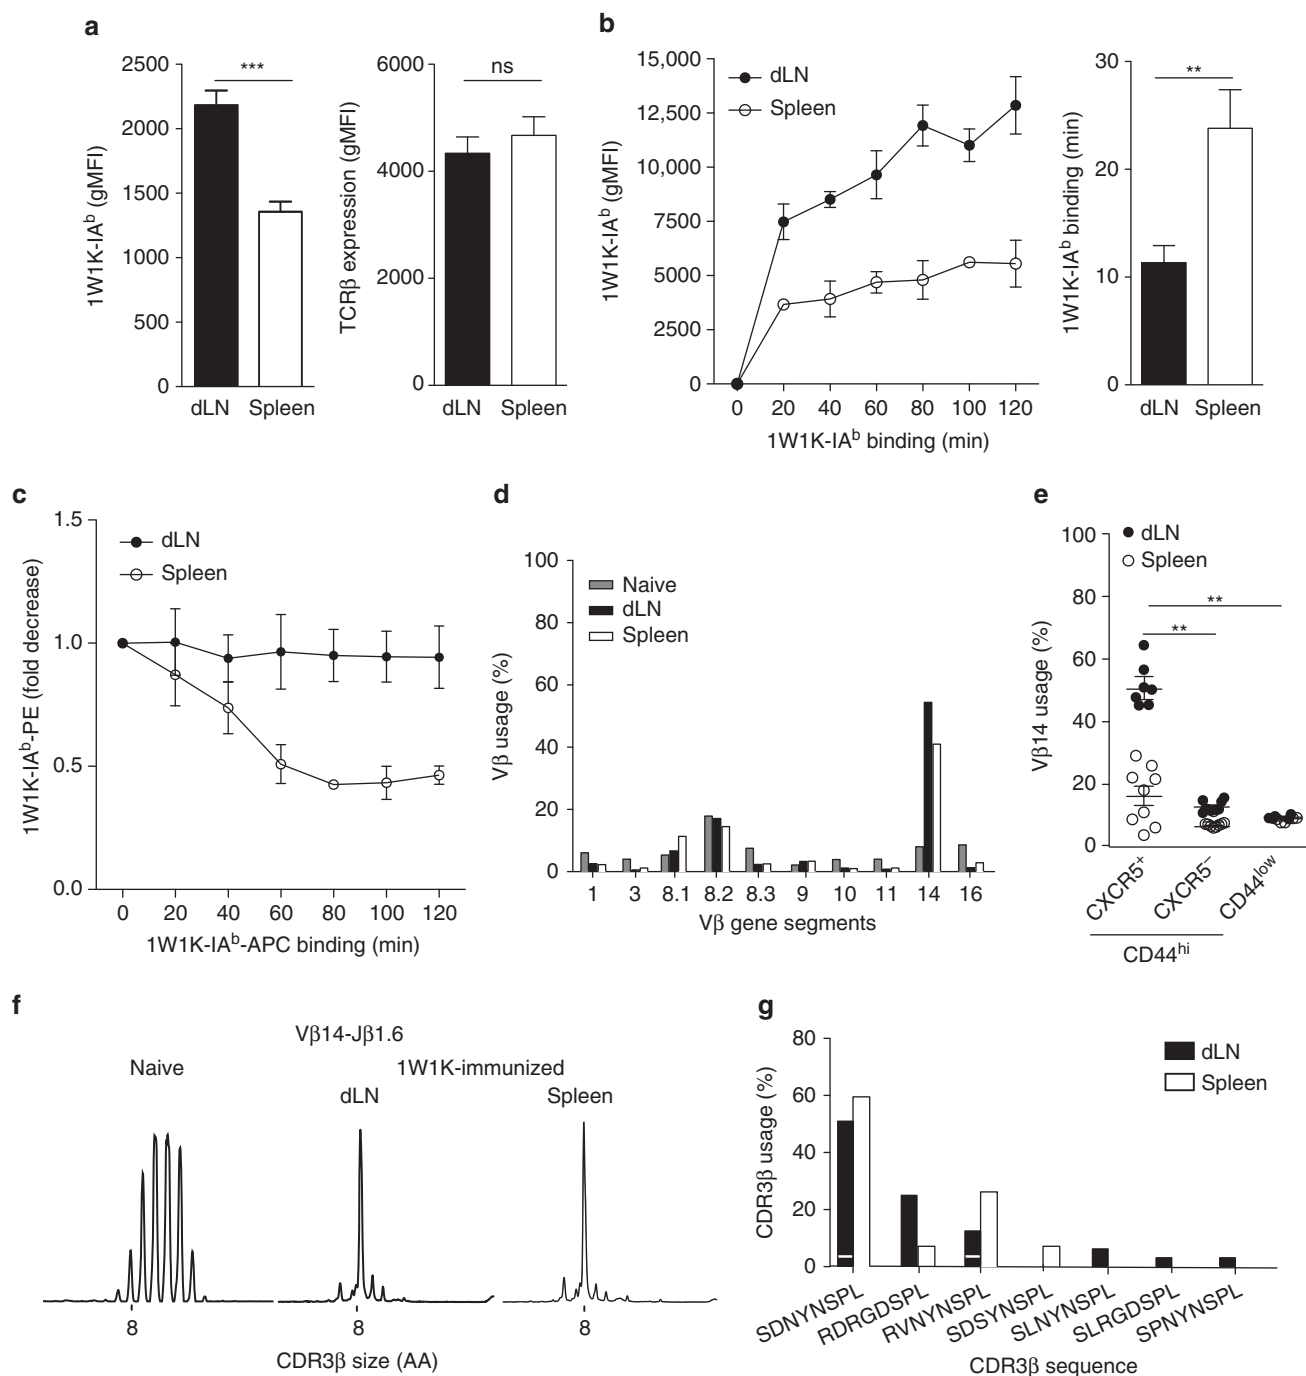 a
2500
2000
1500
1000
500
0
1W1K-IAᵇ (gMFI)
***
dLN Spleen
6000
4000
2000
0
TCRβ expression (gMFI)
ns
dLN Spleen
b
15,000
12,500
10,000
7500
5000
2500
0
1W1K-IAᵇ (gMFI)
dLN
Spleen
0 20 40 60 80 100 120
1W1K-IAᵇ binding (min)
30
20
10
0
1W1K-IAᵇ binding (min)
**
dLN Spleen
c
1.5
1.0
0.5
0.0
1W1K-IAᵇ-PE (fold decrease)
dLN
Spleen
0 20 40 60 80 100 120
1W1K-IAᵇ-APC binding (min)
d
100
80
60
40
20
0
Vβ usage (%)
Naive
dLN
Spleen
1 3 8.1 8.2 8.3 9 10 11 14 16
Vβ gene segments
e
100
80
60
40
20
0
Vβ14 usage (%)
dLN
Spleen
**
**
CXCR5⁺
CXCR5⁻
CD44ˡᵒʷ
CD44ʰⁱ
f
Vβ14-Jβ1.6
Naive
1W1K-immunized
dLN
Spleen
8 8 8
CDR3β size (AA)
g
80
60
40
20
0
CDR3β usage (%)
dLN
Spleen
SDNYNSPL
RDRGDSPL
RVNYNSPL
SDSYNSPL
SLNYNSPL
SLRGDSPL
SPNYNSPL
CDR3β sequence